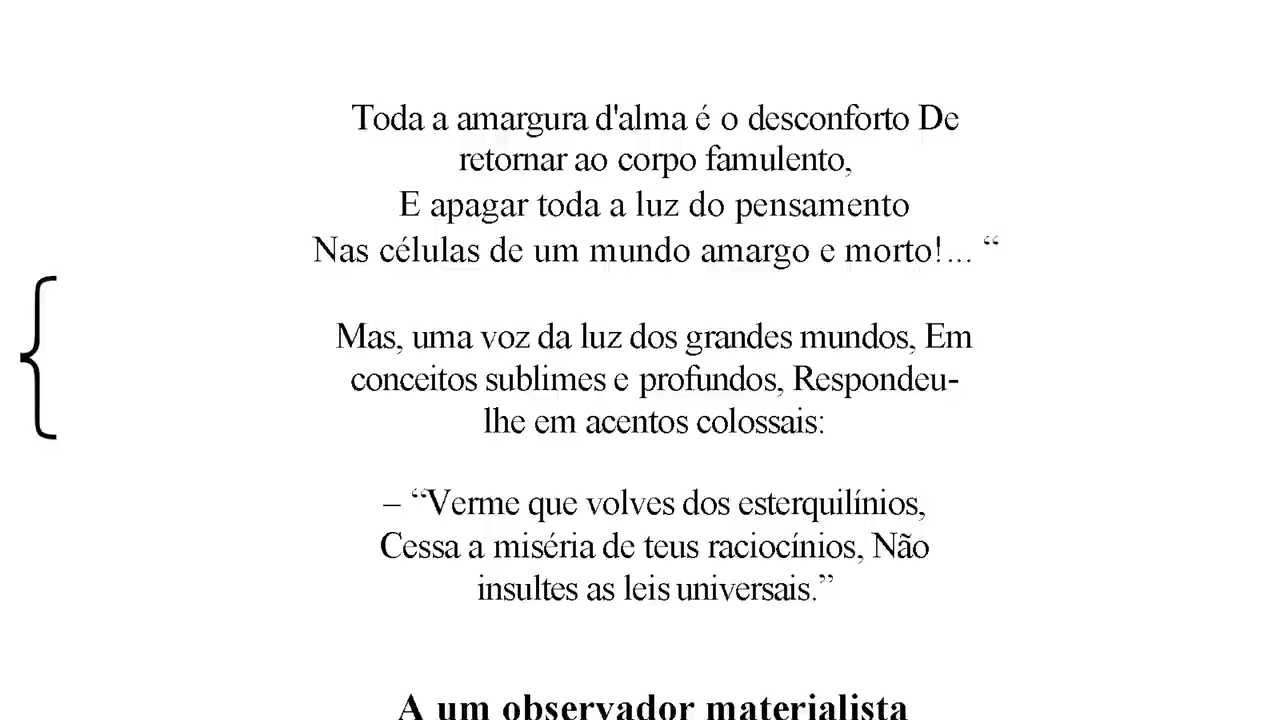 Toda a amargura d'alma é o desconforto De
retornar ao corpo famulento,
E apagar toda a luz do pensamento
Nas células de um mundo amargo e morto!... “
Mas, uma voz da luz dos grandes mundos, Em
conceitos sublimes e profundos, Respondeu-
lhe em acentos colossais:
– “Verme que volves dos esterquilínios,
Cessa a miséria de teus raciocínios, Não
insultes as leis universais.”
A um observador materialista